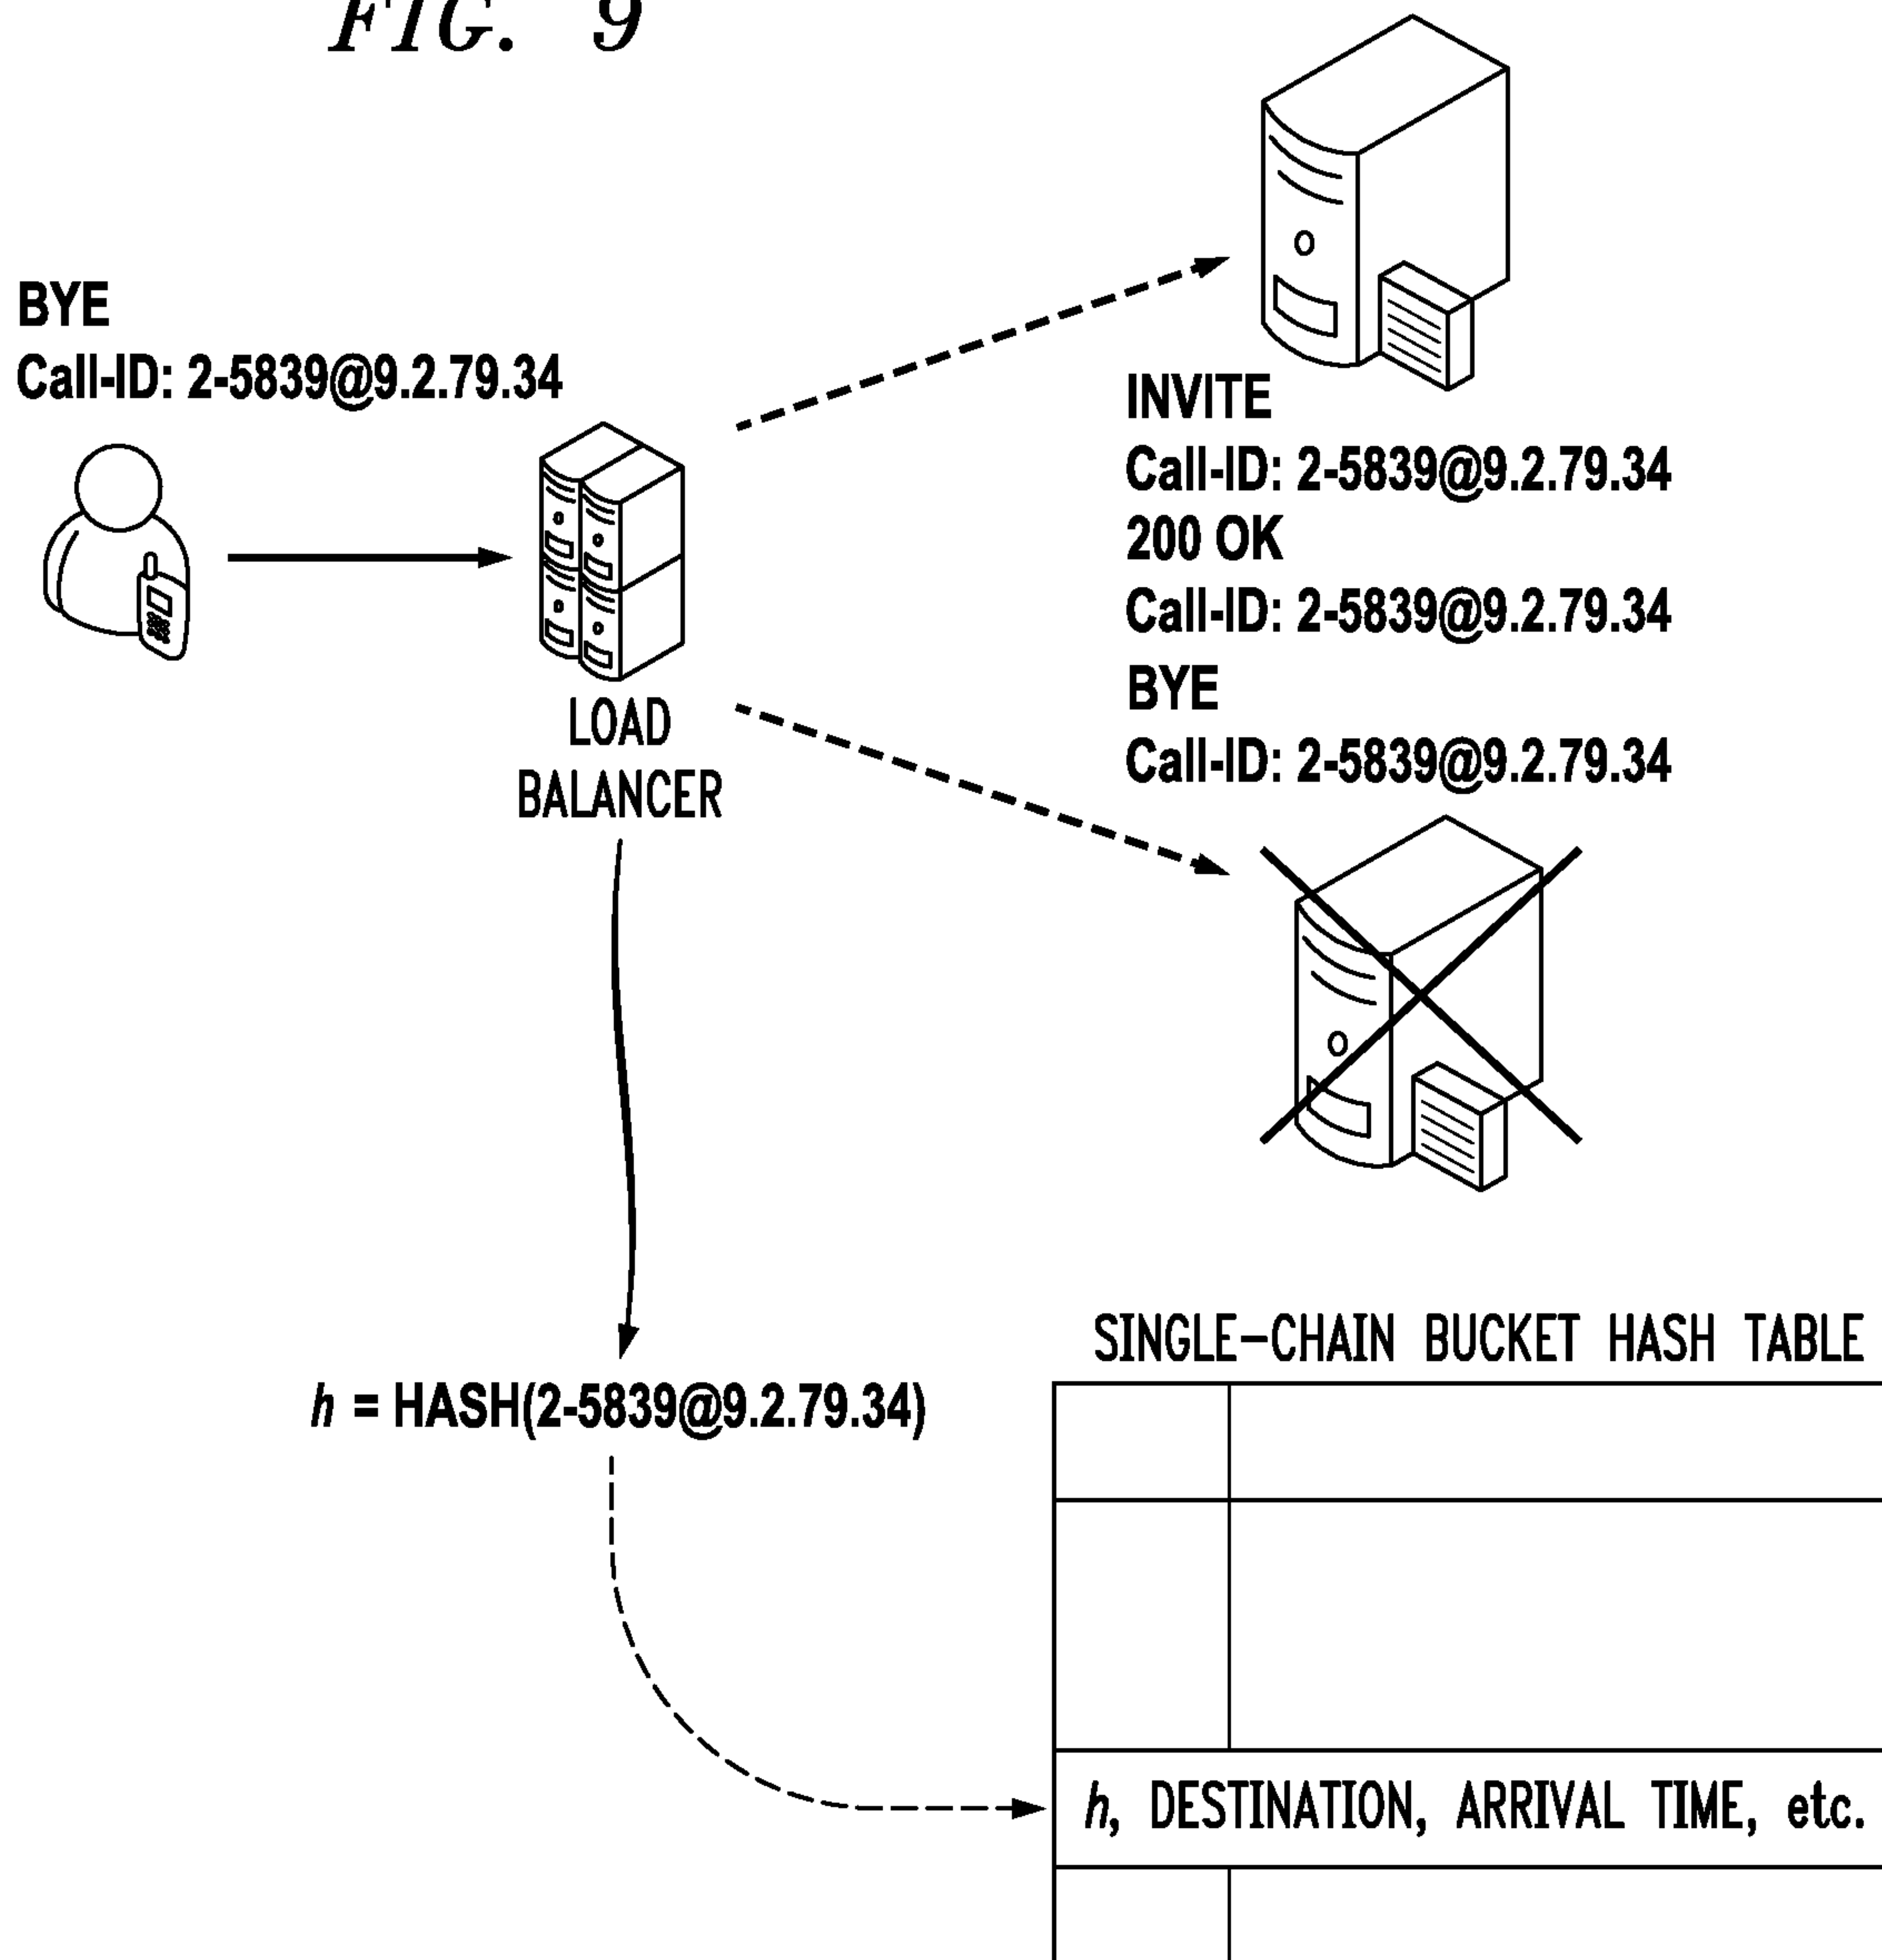 FIG. 9
BYE
Call-ID: 2-5839@9.2.79.34
LOAD
BALANCER
INVITE
Call-ID: 2-5839@9.2.79.34
200 OK
Call-ID: 2-5839@9.2.79.34
BYE
Call-ID: 2-5839@9.2.79.34
h = HASH(2-5839@9.2.79.34)
SINGLE-CHAIN BUCKET HASH TABLE
h, DESTINATION, ARRIVAL TIME, etc.